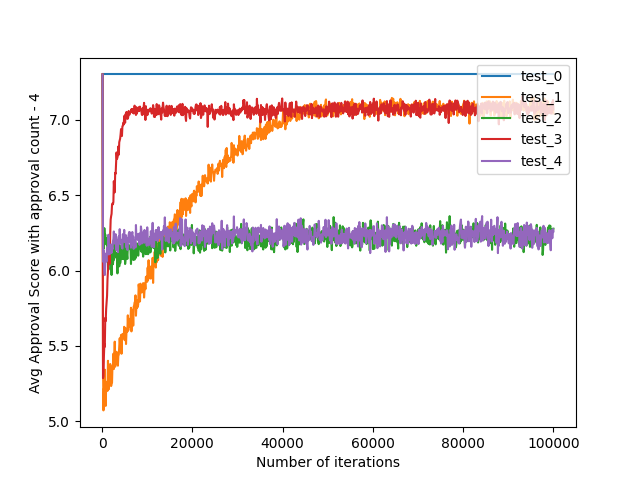 Avg Approval Score with approval count - 4
7.0
6.5
6.0
5.5
5.0
0
20000
40000
60000
80000
100000
Number of iterations
test_0
test_1
test_2
test_3
test_4